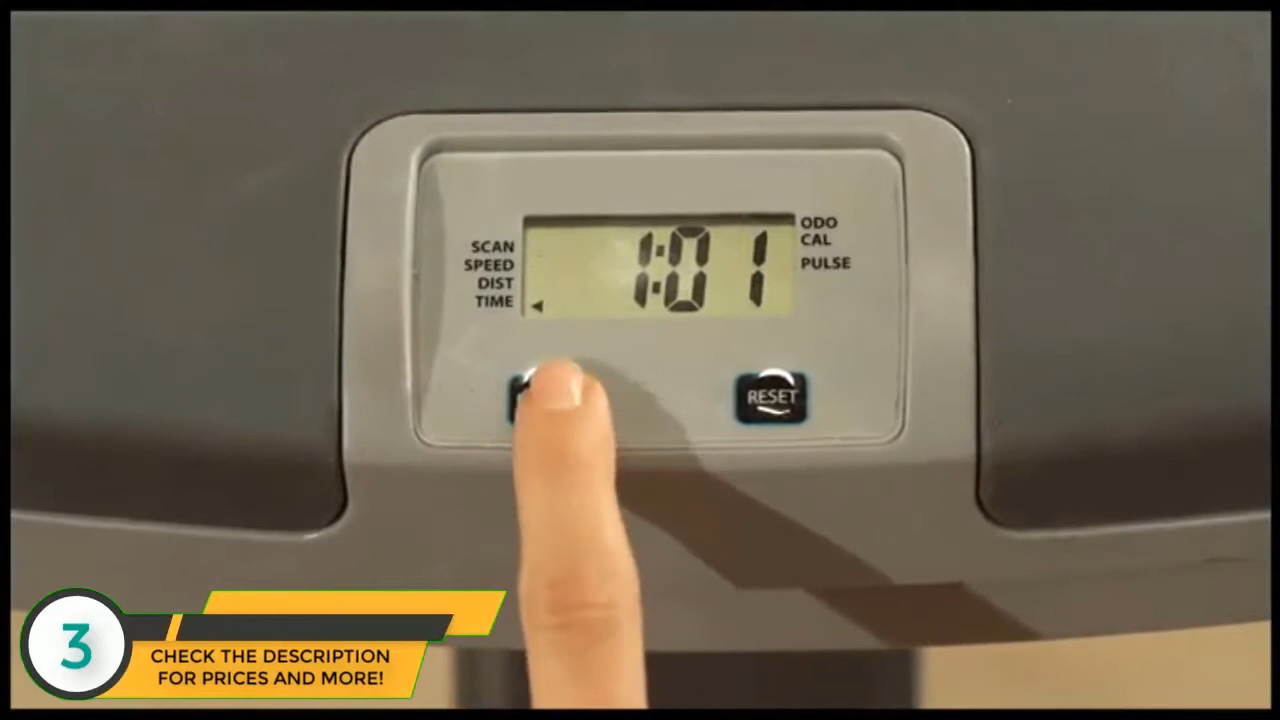 SCAN
SPEED
DIST
TIME
1:01
ODO
CAL
PULSE
RESET
3
CHECK THE DESCRIPTION
FOR PRICES AND MORE!